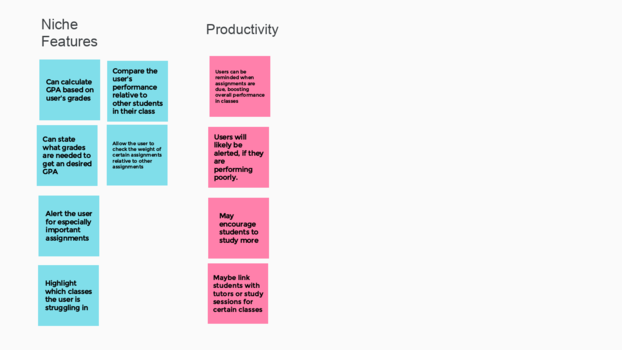 Niche
Features
Can calculate
GPA based on
user's grades
Compare the
user's
performance
relative to
other students
in their class
Can state
what grades
are needed to
get an desired
GPA
Allow the user to
check the weight of
certain assignments
relative to other
assignments
Alert the user
for especially
important
assignments
Highlight
which classes
the user is
struggling in
Productivity
Users can be
reminded when
assignments are
due, boosting
overall performance
in classes
Users will
likely be
alerted, if they
are
performing
poorly.
May
encourage
students to
study more
Maybe link
students with
tutors or study
sessions for
certain classes